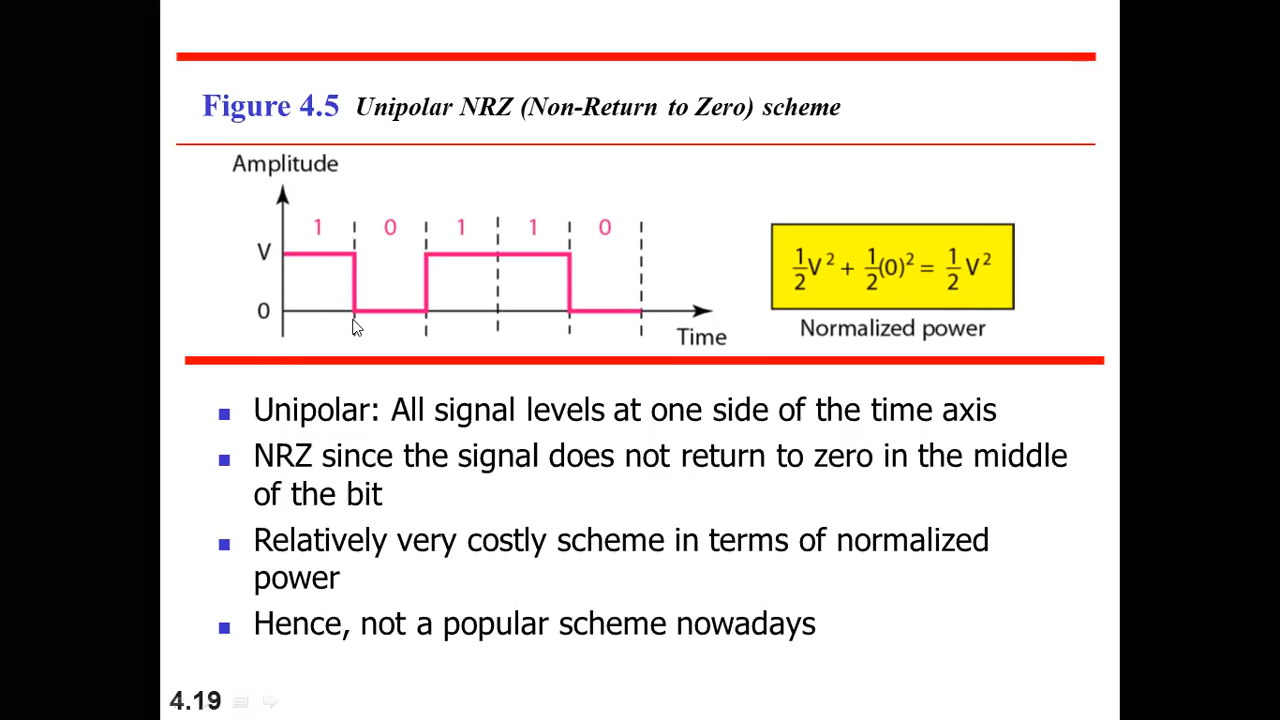 Figure 4.5 Unipolar NRZ (Non-Return to Zero) scheme
Amplitude
1 0 1 1 0
V
0
Time
1/2 V² + 1/2 (0)² = 1/2 V²
Normalized power
Unipolar: All signal levels at one side of the time axis
NRZ since the signal does not return to zero in the middle
of the bit
Relatively very costly scheme in terms of normalized
power
Hence, not a popular scheme nowadays
4.19